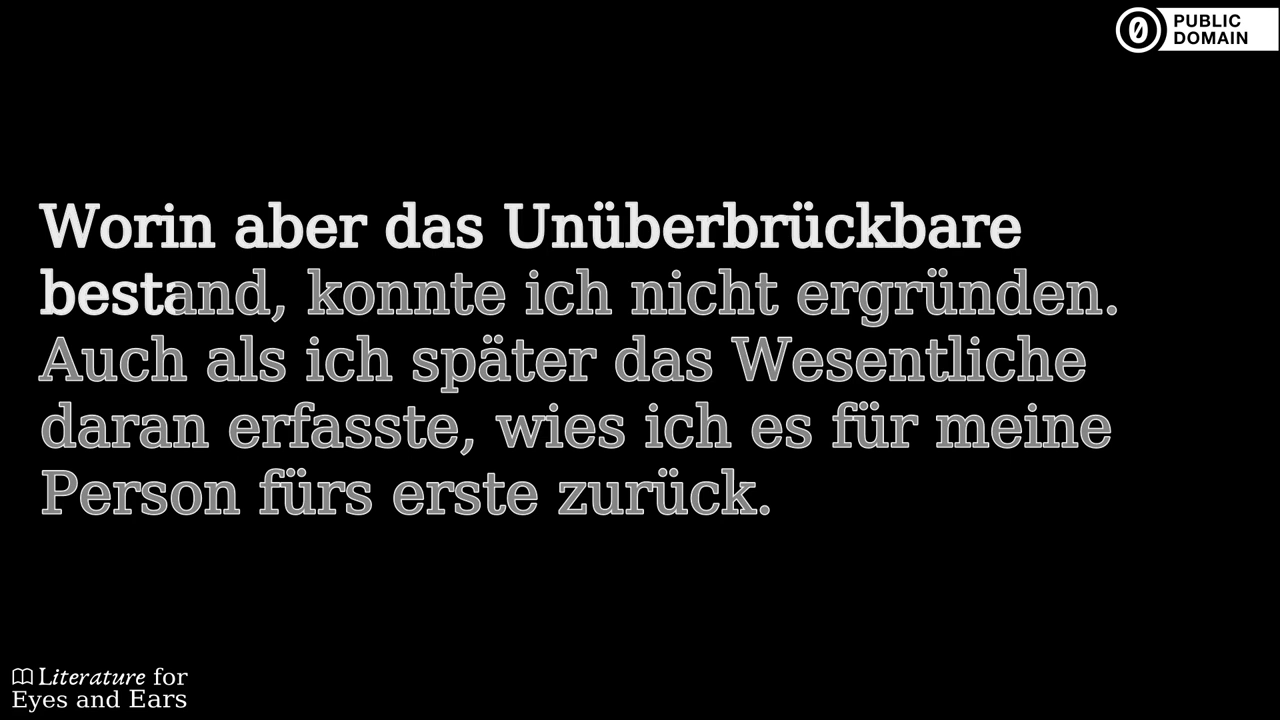 PUBLIC
DOMAIN
Worin aber das Unüberbrückbare
bestand, konnte ich nicht ergründen.
Auch als ich später das Wesentliche
daran erfasste, wies ich es für meine
Person fürs erste zurück.
Literature for
Eyes and Ears